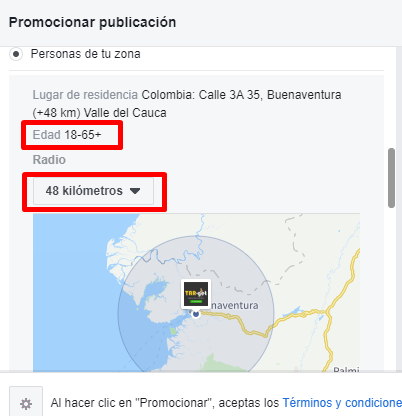 Promocionar publicación
Personas de tu zona
Lugar de residencia Colombia: Calle 3A 35, Buenaventura
(+48 km) Valle del Cauca
Edad 18-65+
Radio
48 kilómetros
naventura
Palmi
Al hacer clic en "Promocionar", aceptas los Términos y condicione